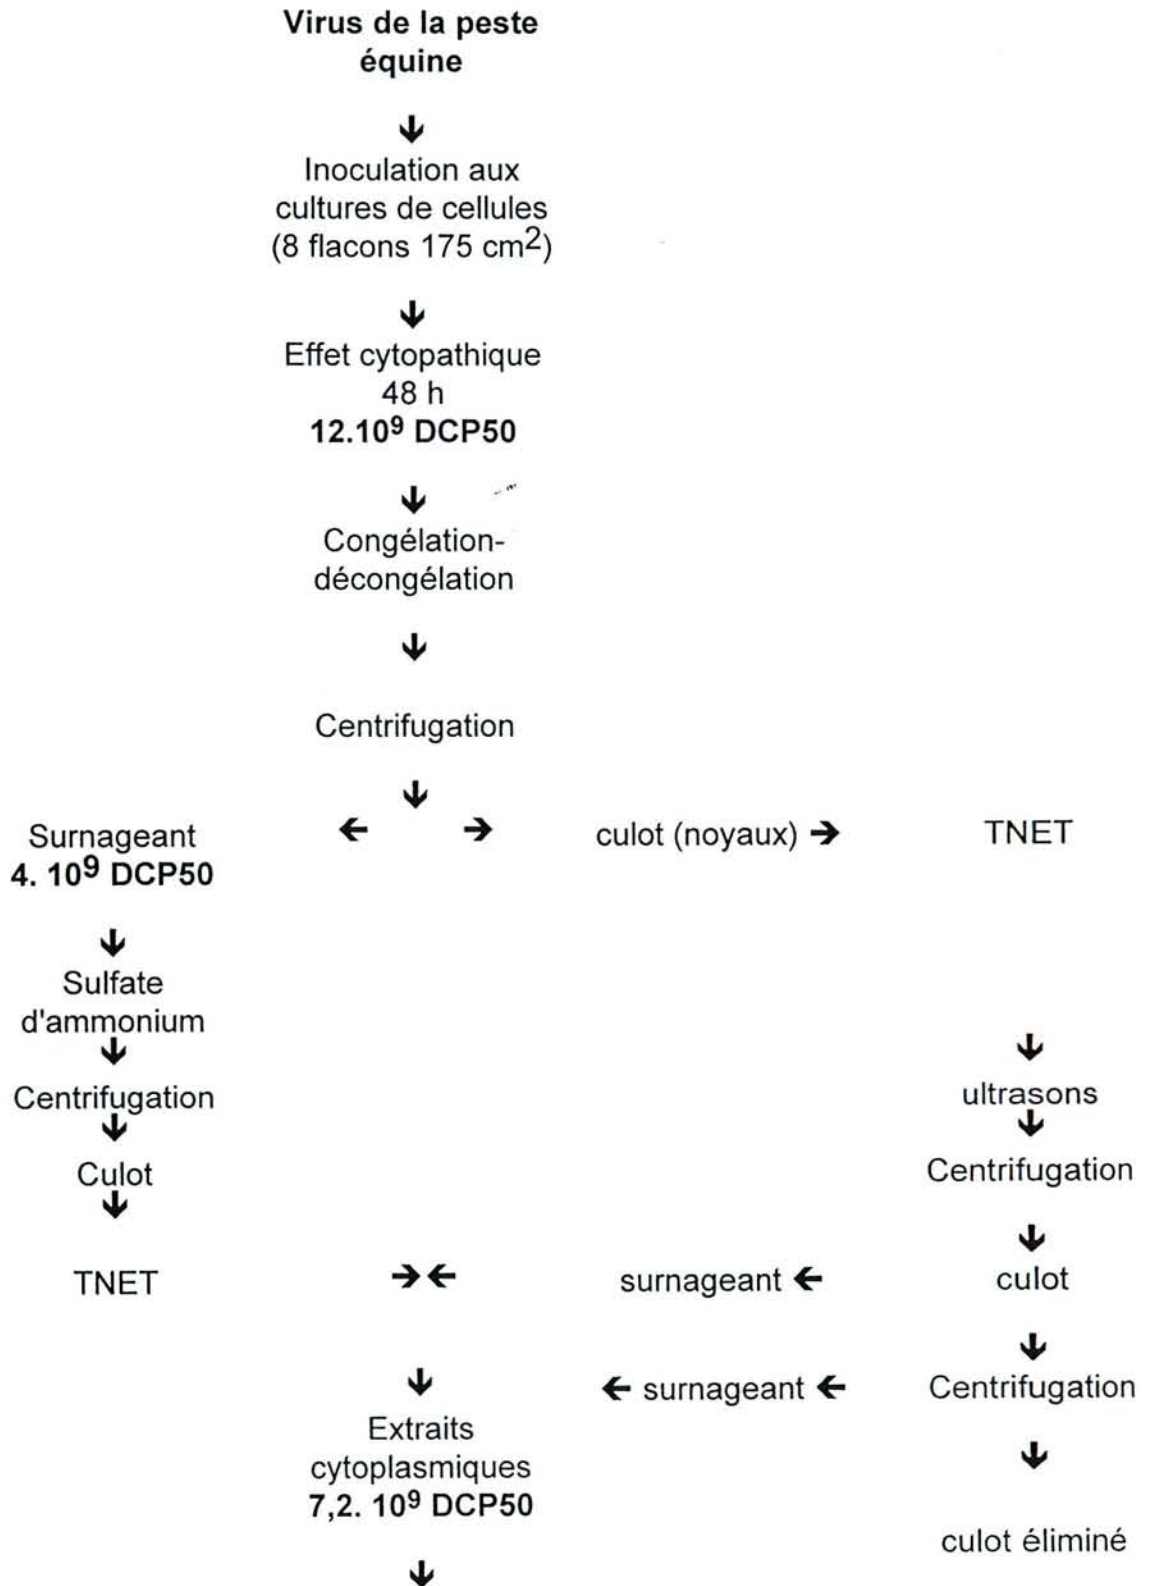 Virus de la peste
équine
Inoculation aux
cultures de cellules
(8 flacons 175 cm2)
Effet cytopathique
48 h
12.10⁹ DCP50
Congélation-
décongélation
Centrifugation
Surnageant
4. 10⁹ DCP50
culot (noyaux)
TNET
Sulfate
d'ammonium
Centrifugation
Culot
TNET
ultrasons
Centrifugation
surnageant
culot
surnageant
Centrifugation
Extraits
cytoplasmiques
7,2. 10⁹ DCP50
culot éliminé